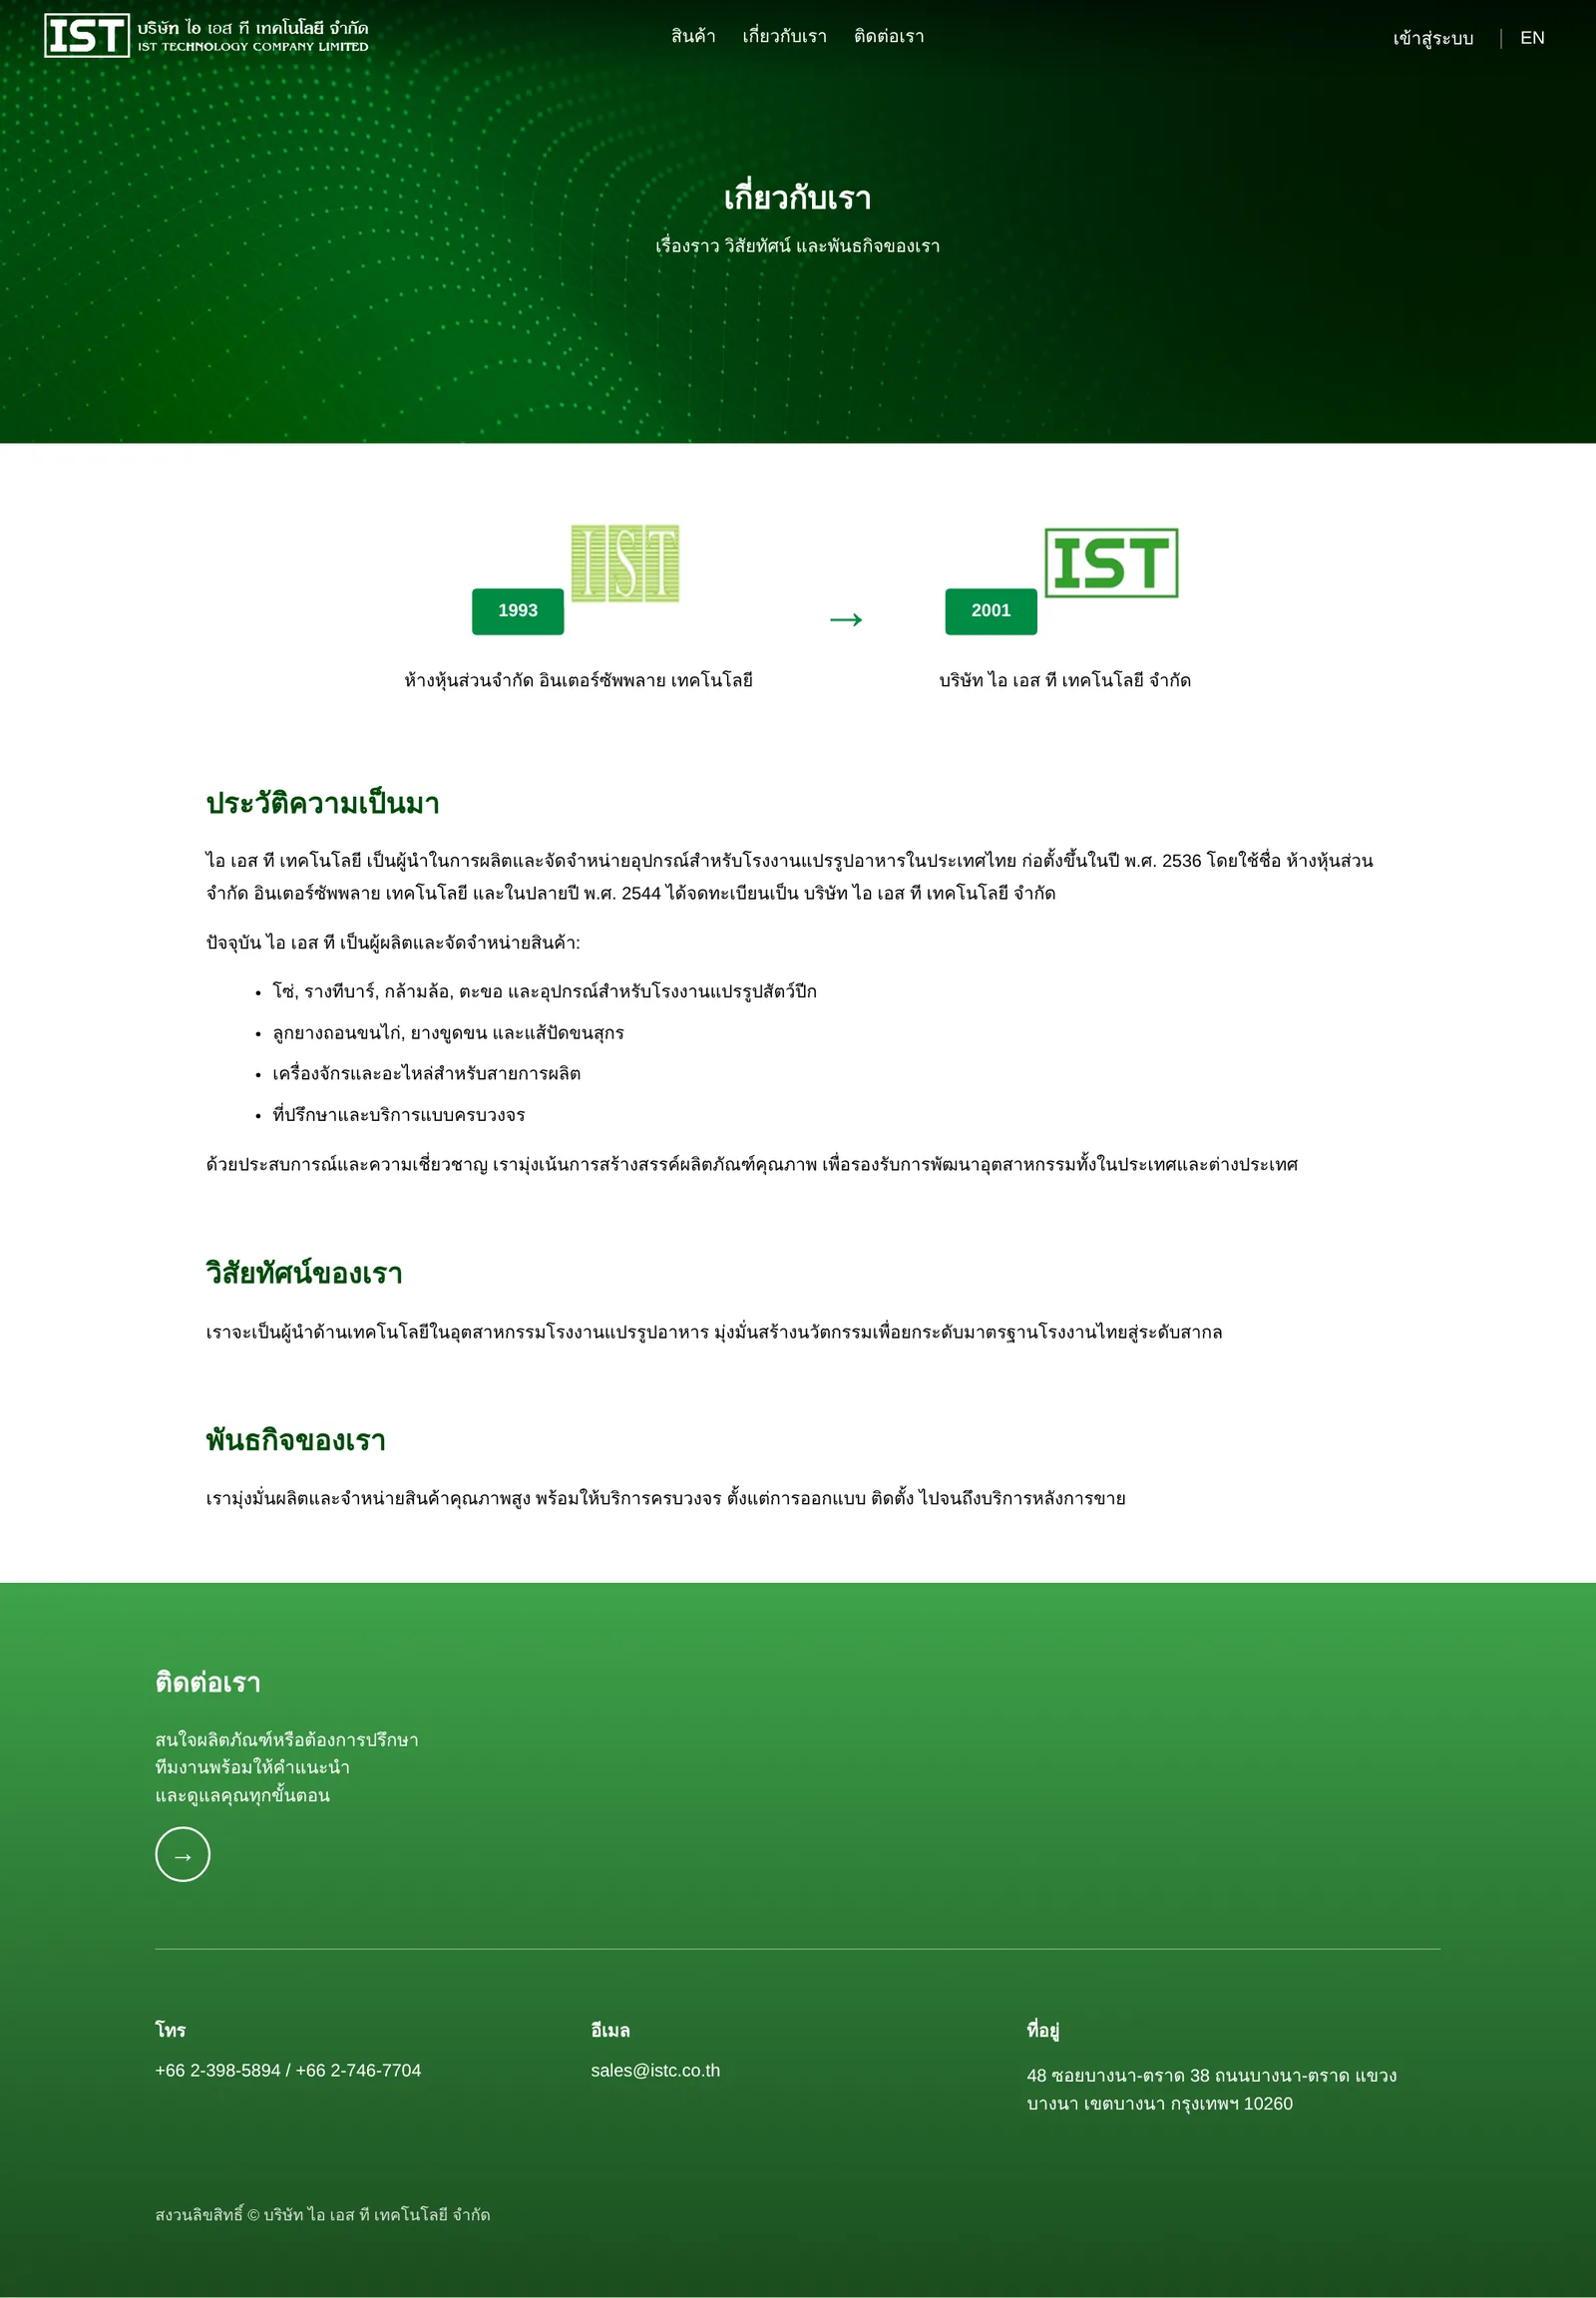 IST บริษัท ไอ เอส ที เทคโนโลยี จำกัด
IST TECHNOLOGY COMPANY LIMITED
สินค้า เกี่ยวกับเรา ติดต่อเรา
เข้าสู่ระบบ | EN
เกี่ยวกับเรา
เรื่องราว วิสัยทัศน์ และพันธกิจของเรา
1993 IST
→
2001 IST
ห้างหุ้นส่วนจำกัด อินเตอร์ซัพพลาย เทคโนโลยี
บริษัท ไอ เอส ที เทคโนโลยี จำกัด
ประวัติความเป็นมา
ไอ เอส ที เทคโนโลยี เป็นผู้นำในการผลิตและจัดจำหน่ายอุปกรณ์สำหรับโรงงานแปรรูปอาหารในประเทศไทย ก่อตั้งขึ้นในปี พ.ศ. 2536 โดยใช้ชื่อ ห้างหุ้นส่วน
จำกัด อินเตอร์ซัพพลาย เทคโนโลยี และในปลายปี พ.ศ. 2544 ได้จดทะเบียนเป็น บริษัท ไอ เอส ที เทคโนโลยี จำกัด
ปัจจุบัน ไอ เอส ที เป็นผู้ผลิตและจัดจำหน่ายสินค้า:
• โซ่, รางทีบาร์, กล้ามล้อ, ตะขอ และอุปกรณ์สำหรับโรงงานแปรรูปสัตว์ปีก
• ลูกยางถอนขนไก่, ยางขูดขน และแส้ปัดขนสุกร
• เครื่องจักรและอะไหล่สำหรับสายการผลิต
• ที่ปรึกษาและบริการแบบครบวงจร
ด้วยประสบการณ์และความเชี่ยวชาญ เรามุ่งเน้นการสร้างสรรค์ผลิตภัณฑ์คุณภาพ เพื่อรองรับการพัฒนาอุตสาหกรรมทั้งในประเทศและต่างประเทศ
วิสัยทัศน์ของเรา
เราจะเป็นผู้นำด้านเทคโนโลยีในอุตสาหกรรมโรงงานแปรรูปอาหาร มุ่งมั่นสร้างนวัตกรรมเพื่อยกระดับมาตรฐานโรงงานไทยสู่ระดับสากล
พันธกิจของเรา
เรามุ่งมั่นผลิตและจำหน่ายสินค้าคุณภาพสูง พร้อมให้บริการครบวงจร ตั้งแต่การออกแบบ ติดตั้ง ไปจนถึงบริการหลังการขาย
ติดต่อเรา
สนใจผลิตภัณฑ์หรือต้องการปรึกษา
ทีมงานพร้อมให้คำแนะนำ
และดูแลคุณทุกขั้นตอน
→
โทร
+66 2-398-5894 / +66 2-746-7704
อีเมล
sales@istc.co.th
ที่อยู่
48 ซอยบางนา-ตราด 38 ถนนบางนา-ตราด แขวง
บางนา เขตบางนา กรุงเทพฯ 10260
สงวนลิขสิทธิ์ © บริษัท ไอ เอส ที เทคโนโลยี จำกัด